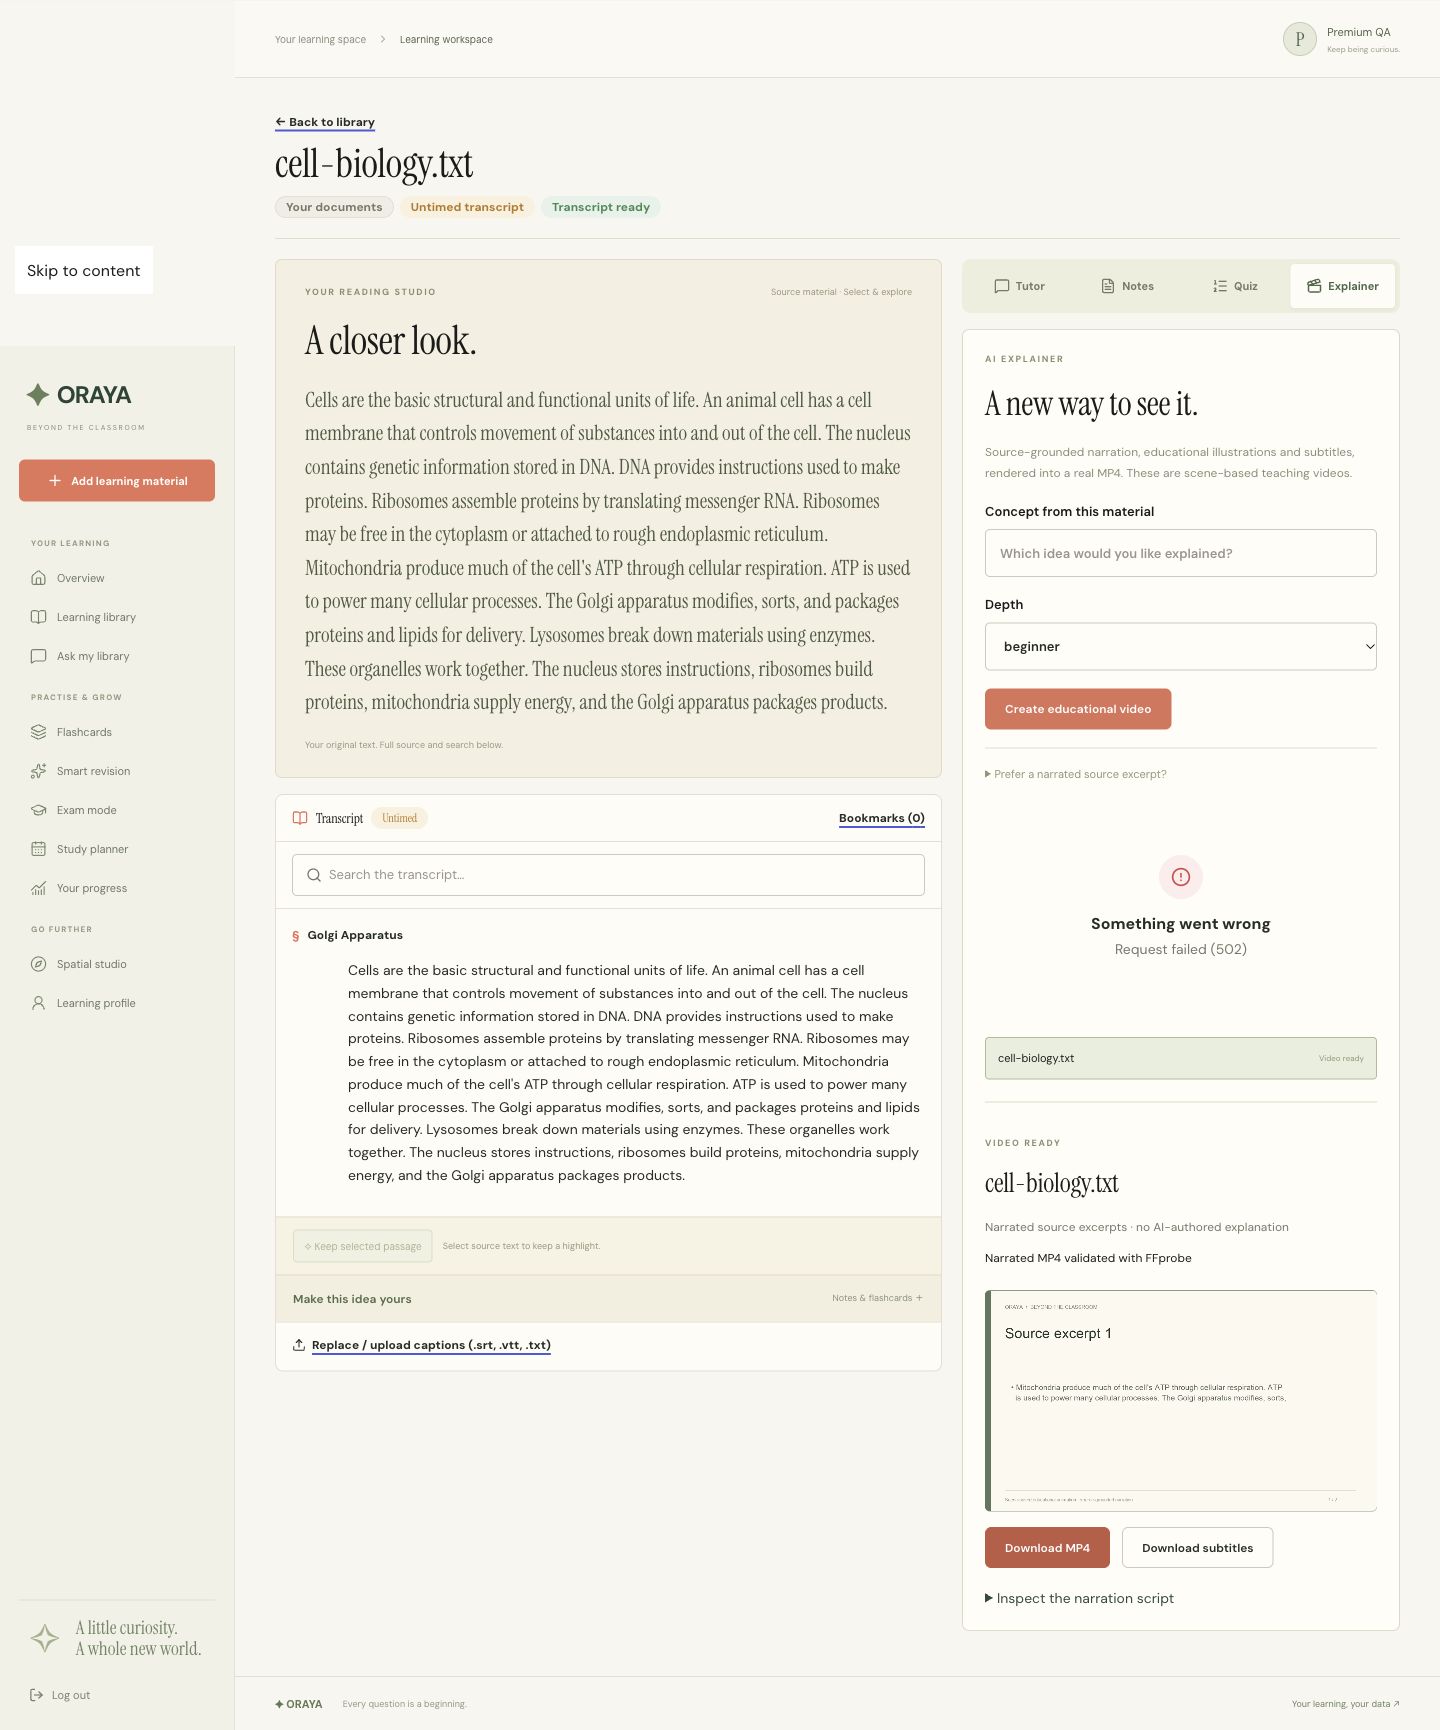 Your learning space
Learning workspace
P
Premium QA
Keep being curious.
Skip to content
ORAYA
BEYOND THE CLASSROOM
Add learning material
YOUR LEARNING
Overview
Learning library
Ask my library
PRACTISE & GROW
Flashcards
Smart revision
Exam mode
Study planner
Your progress
GO FURTHER
Spatial studio
Learning profile
A little curiosity.
A whole new world.
Log out
← Back to library
cell-biology.txt
Your documents
Untimed transcript
Transcript ready
YOUR READING STUDIO
Source material · Select & explore
A closer look.
Cells are the basic structural and functional units of life. An animal cell has a cell
membrane that controls movement of substances into and out of the cell. The nucleus
contains genetic information stored in DNA. DNA provides instructions used to make
proteins. Ribosomes assemble proteins by translating messenger RNA. Ribosomes
may be free in the cytoplasm or attached to rough endoplasmic reticulum.
Mitochondria produce much of the cell's ATP through cellular respiration. ATP is used
to power many cellular processes. The Golgi apparatus modifies, sorts, and packages
proteins and lipids for delivery. Lysosomes break down materials using enzymes.
These organelles work together. The nucleus stores instructions, ribosomes build
proteins, mitochondria supply energy, and the Golgi apparatus packages products.
Your original text. Full source and search below.
Transcript
Untimed
Bookmarks (0)
Search the transcript...
§ Golgi Apparatus
Cells are the basic structural and functional units of life. An animal cell has a cell
membrane that controls movement of substances into and out of the cell. The nucleus
contains genetic information stored in DNA. DNA provides instructions used to make
proteins. Ribosomes assemble proteins by translating messenger RNA. Ribosomes may
be free in the cytoplasm or attached to rough endoplasmic reticulum. Mitochondria
produce much of the cell's ATP through cellular respiration. ATP is used to power many
cellular processes. The Golgi apparatus modifies, sorts, and packages proteins and lipids
for delivery. Lysosomes break down materials using enzymes. These organelles work
together. The nucleus stores instructions, ribosomes build proteins, mitochondria supply
energy, and the Golgi apparatus packages products.
✧ Keep selected passage
Select source text to keep a highlight.
Make this idea yours
Notes & flashcards +
Replace / upload captions (.srt, .vtt, .txt)
Tutor
Notes
Quiz
Explainer
AI EXPLAINER
A new way to see it.
Source-grounded narration, educational illustrations and subtitles,
rendered into a real MP4. These are scene-based teaching videos.
Concept from this material
Which idea would you like explained?
Depth
beginner
Create educational video
Prefer a narrated source excerpt?
Something went wrong
Request failed (502)
cell-biology.txt
Video ready
VIDEO READY
cell-biology.txt
Narrated source excerpts · no AI-authored explanation
Narrated MP4 validated with FFprobe
ORAYA • BEYOND THE CLASSROOM
Source excerpt 1
• Mitochondria produce much of the cell's ATP through cellular respiration. ATP
is used to power many cellular processes. The Golgi apparatus modifies, sorts,
Download MP4
Download subtitles
Inspect the narration script
ORAYA
Every question is a beginning.
Your learning, your data ↗